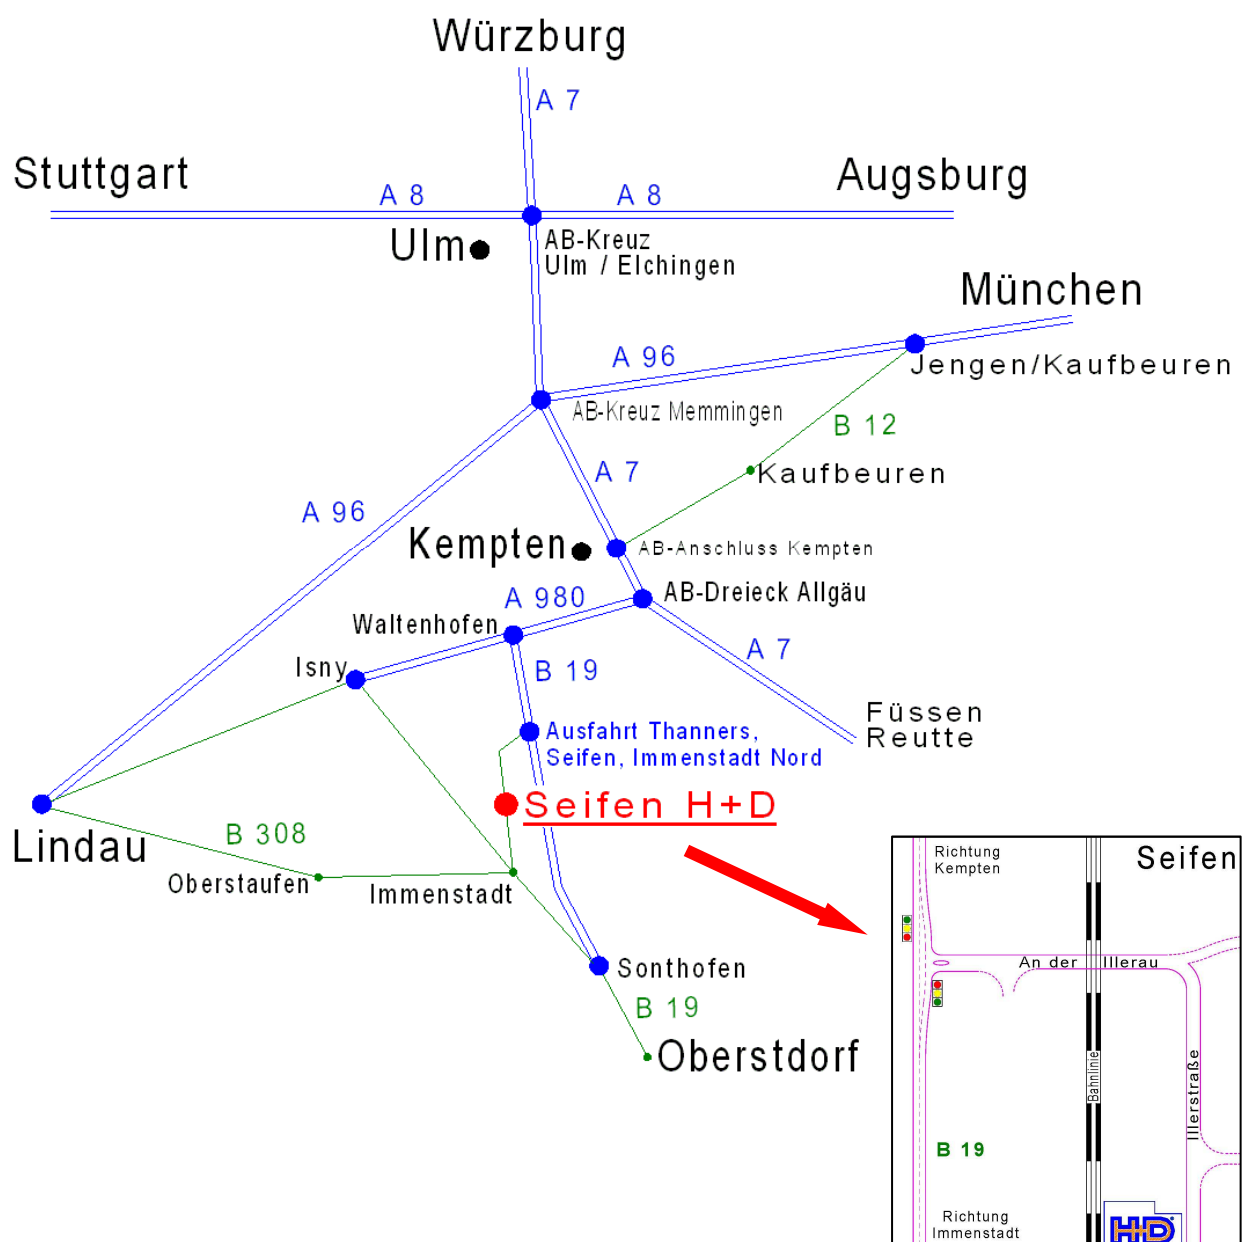 Würzburg
A 7
Stuttgart
Augsburg
A 8
A 8
Ulm
AB-Kreuz
Ulm / Elchingen
München
A 96
Jengen/Kaufbeuren
AB-Kreuz Memmingen
B 12
A 7
Kaufbeuren
A 96
Kempten
AB-Anschluss Kempten
A 980
AB-Dreieck Allgäu
Waltenhofen
A 7
Isny
B 19
Füssen
Reutte
Ausfahrt Thanners,
Seifen, Immenstadt Nord
Seifen H+D
B 308
Lindau
Oberstaufen
Immenstadt
Sonthofen
B 19
Oberstdorf
Richtung
Kempten
Seifen
An der Illerau
Bahnlinie
Illerstraße
B 19
Richtung
Immenstadt
H+D